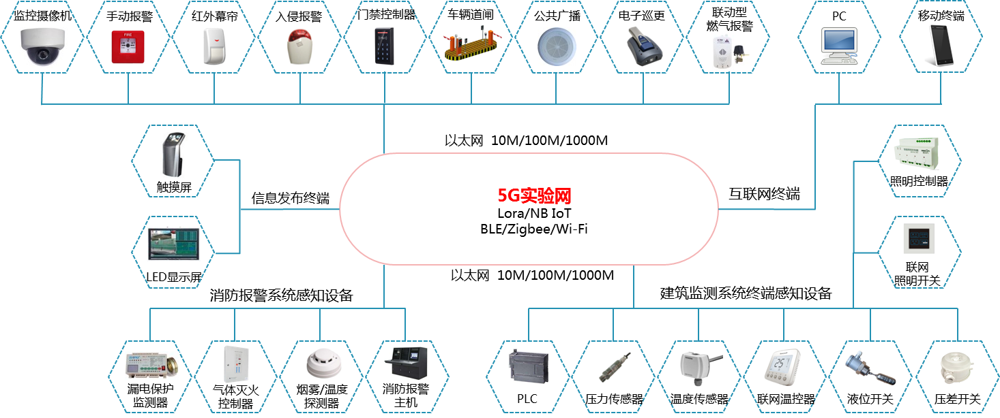 监控摄像机
手动报警
红外幕帘
入侵报警
门禁控制器
车辆道闸
公共广播
电子巡更
联动型
燃气报警
PC
移动终端
FIRE
以太网 10M/100M/1000M
触摸屏
信息发布终端
5G实验网
Lora/NB IoT
BLE/Zigbee/Wi-Fi
互联网终端
照明控制器
LED显示屏
联网
照明开关
以太网 10M/100M/1000M
消防报警系统感知设备
建筑监测系统终端感知设备
漏电保护
监测器
气体灭火
控制器
烟雾/温度
探测器
消防报警
主机
PLC
压力传感器
温度传感器
25
联网温控器
液位开关
压差开关